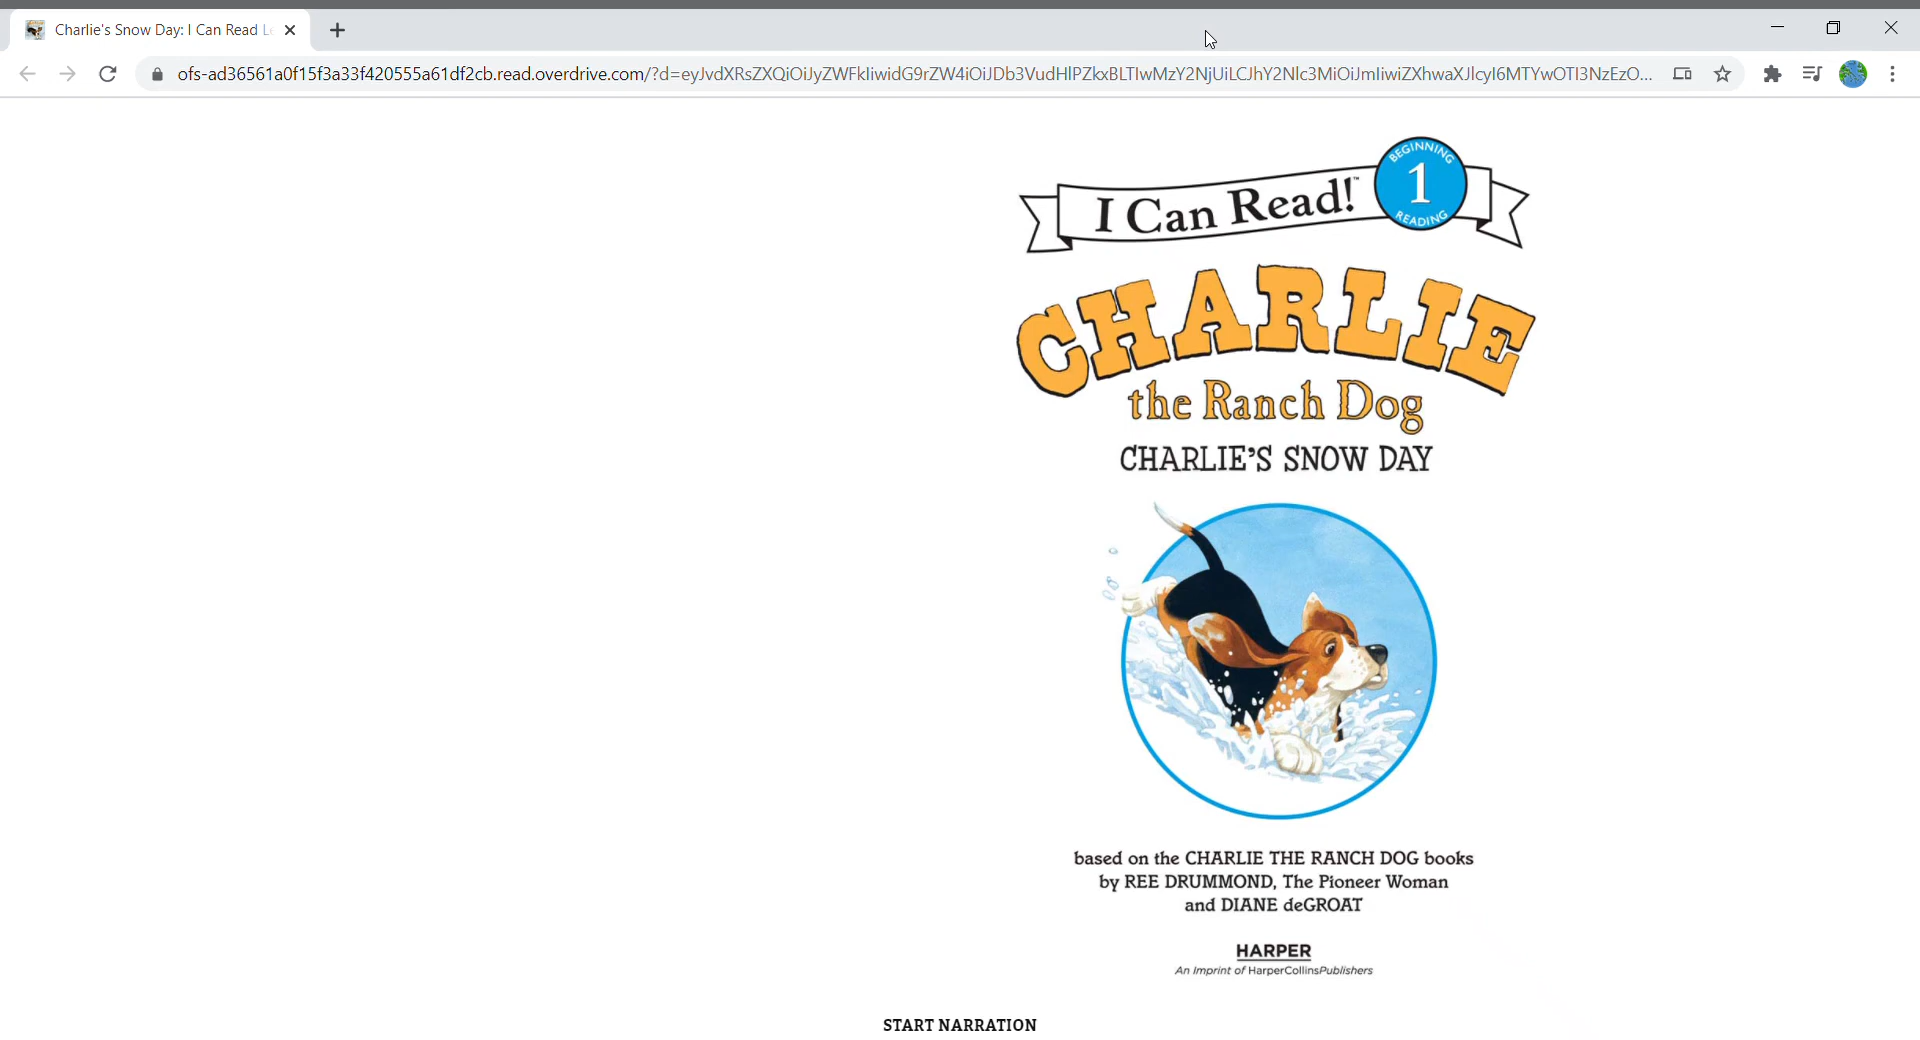 Charlie's Snow Day: I Can Read Le
ofs-ad36561a0f15f3a33f420555a61df2cb.read.overdrive.com/?d=
I Can Read!™
BEGINNING
1
READING
CHARLIE
the Ranch Dog
CHARLIE'S SNOW DAY
based on the CHARLIE THE RANCH DOG books
by REE DRUMMOND, The Pioneer Woman
and DIANE deGROAT
HARPER
An Imprint of HarperCollinsPublishers
START NARRATION